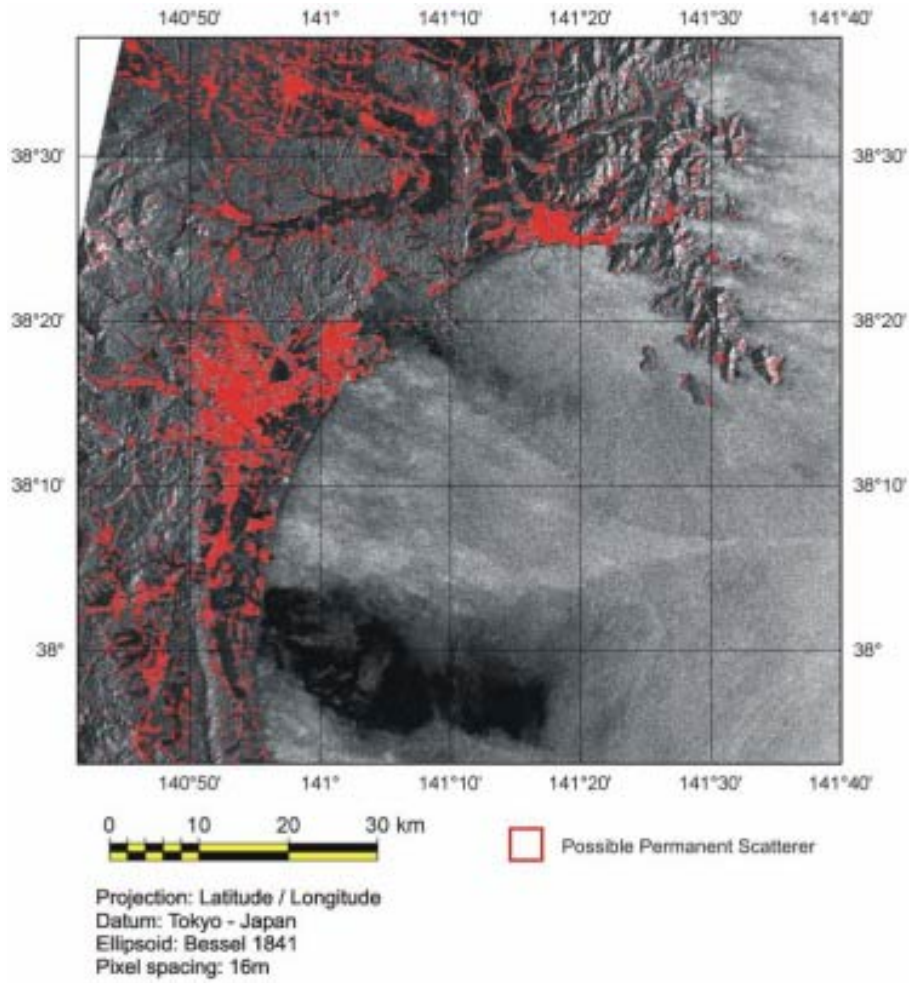 140°50' 141° 141°10' 141°20' 141°30' 141°40'
38°30' 38°30'
38°20' 38°20'
38°10' 38°10'
38° 38°
140°50' 141° 141°10' 141°20' 141°30' 141°40'
0 10 20 30 km
Possible Permanent Scatterer
Projection: Latitude / Longitude
Datum: Tokyo - Japan
Ellipsoid: Bessel 1841
Pixel spacing: 16m